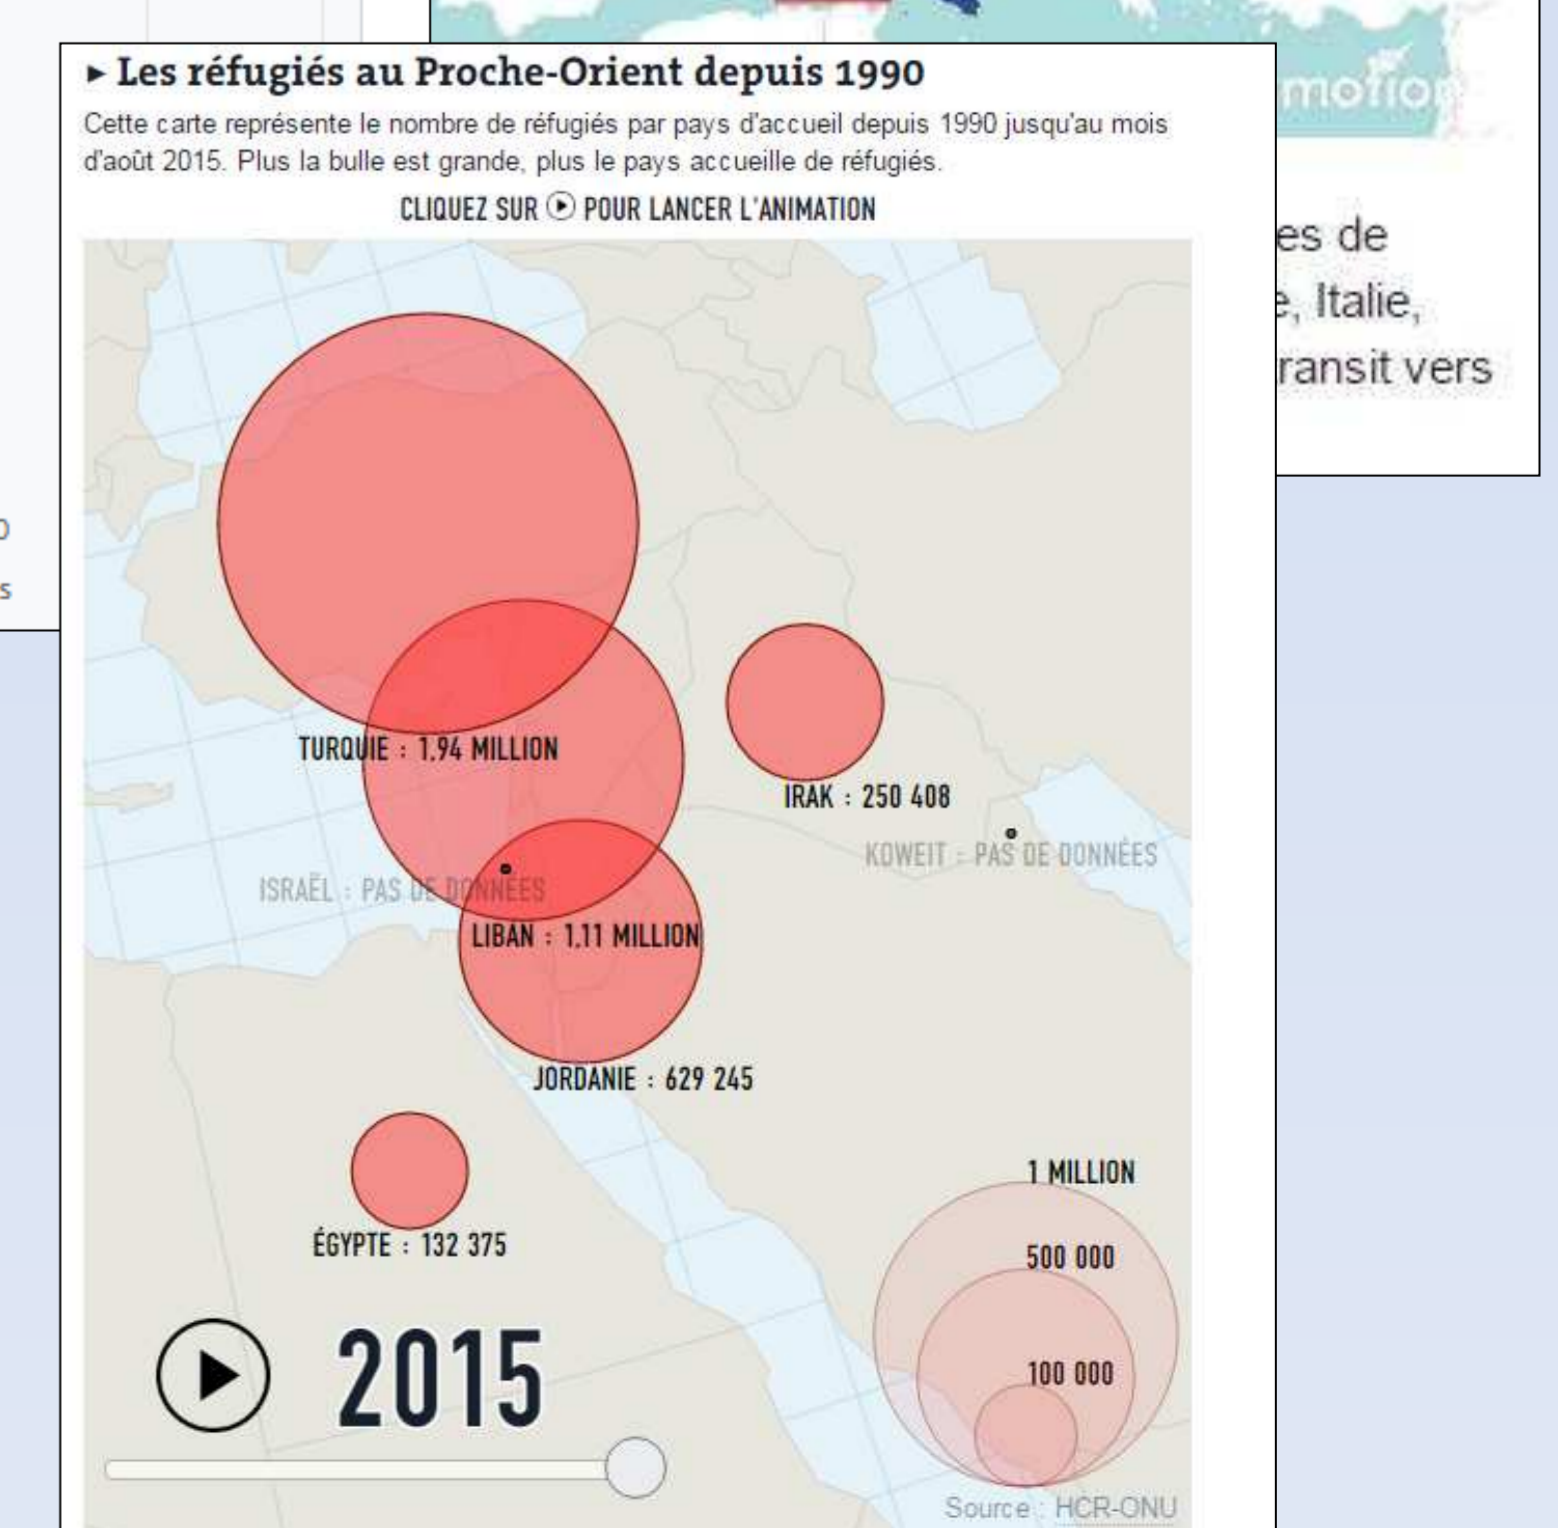 ► Les réfugiés au Proche-Orient depuis 1990
Cette carte représente le nombre de réfugiés par pays d'accueil depuis 1990 jusqu'au mois
d'août 2015. Plus la bulle est grande, plus le pays accueille de réfugiés.
CLIQUEZ SUR POUR LANCER L'ANIMATION
TURQUIE : 1,94 MILLION
IRAK : 250 408
KOWEIT : PAS DE DONNÉES
ISRAËL : PAS DE DONNÉES
LIBAN : 1,11 MILLION
JORDANIE : 629 245
ÉGYPTE : 132 375
1 MILLION
500 000
100 000
2015
Source : HCR-ONU
motion
es de
e, Italie,
ransit vers
0
s